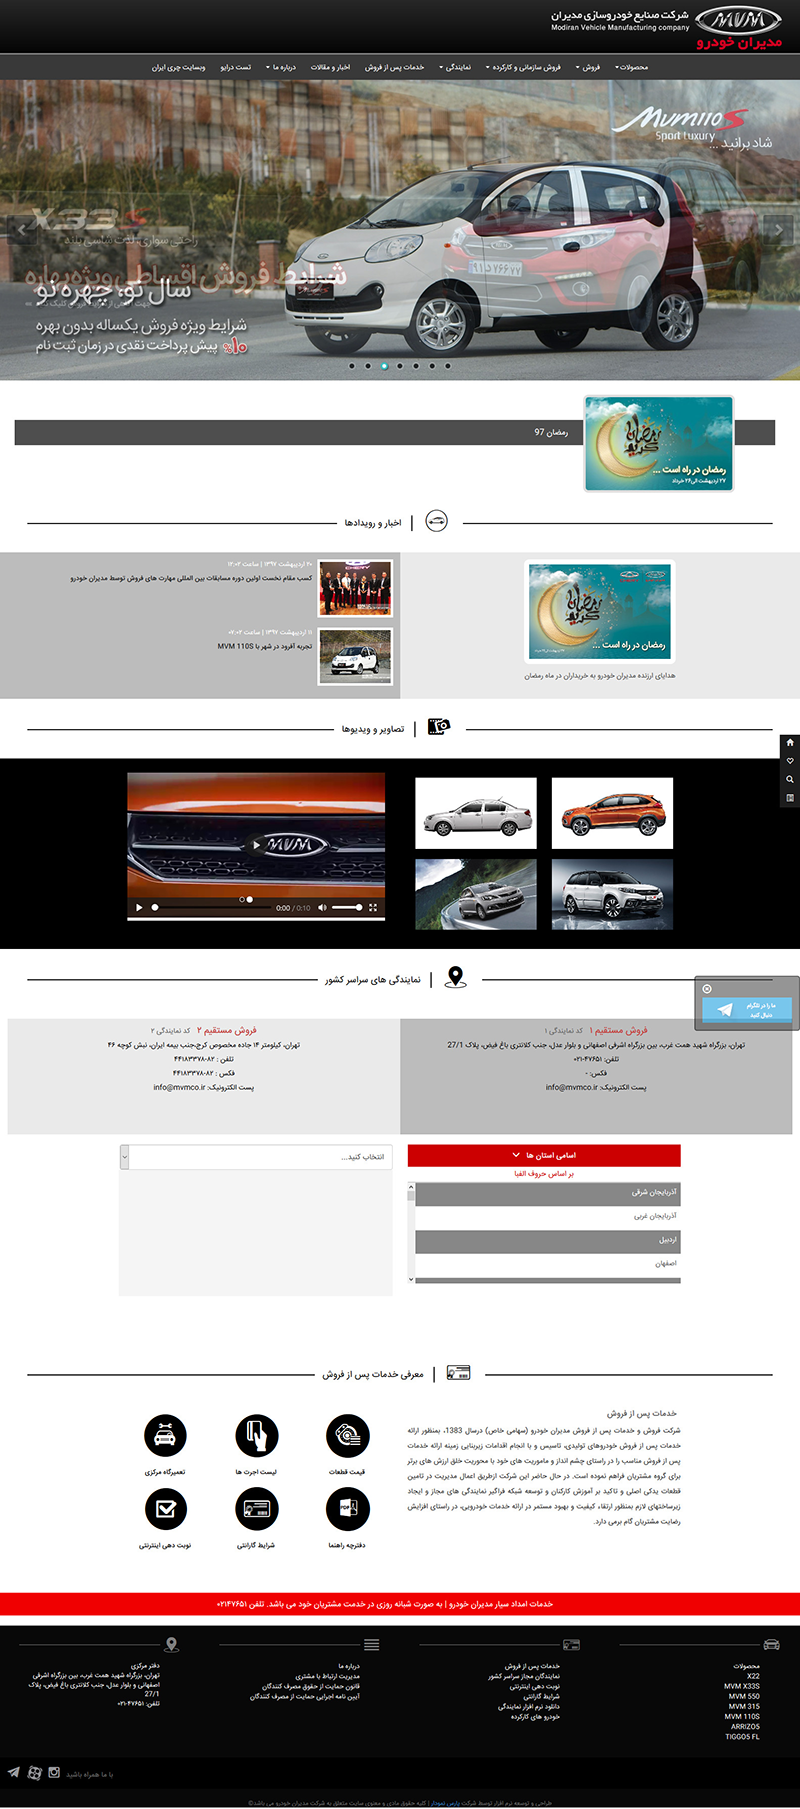 شرکت صنایع خودروسازی مدیران
Modiran Vehicle Manufacturing company
MVM
مدیران خودرو
محصولات
فروش
فروش سازمانی و کارکرده
نمایندگی
خدمات پس از فروش
اخبار و مقالات
درباره ما
تست درایو
وبسایت چری ایران
Sport Luxury
شاد برانید ...
X33 S
شرایط فروش اقساطی ویژه بهاره
سال نو، چهره نو
شرایط ویژه فروش یکساله بدون بهره
۱۰% پیش پرداخت نقدی در زمان ثبت نام
رمضان 97
رمضان کریم
رمضان در راه است ...
۲۷ اردیبهشت الی ۲۶ خرداد
اخبار و رویدادها
رمضان کریم
رمضان در راه است ...
هدایای ارزنده مدیران خودرو به خریداران در ماه رمضان
۲۰ اردیبهشت ۱۳۹۷ | ساعت ۱۲:۰۲
کسب مقام نخست اولین دوره مسابقات بین المللی مهارت های فروش توسط مدیران خودرو
۱۱ اردیبهشت ۱۳۹۷ | ساعت ۰۷:۰۲
تجربه آفرود در شهر با MVM 110S
تصاویر و ویدیوها
MVM
0:00 / 0:10
نمایندگی های سراسر کشور
ما را در تلگرام
دنبال کنید
فروش مستقیم ۱ کد نمایندگی ۱
تهران، بزرگراه شهید همت غرب، بین بزرگراه اشرفی اصفهانی و بلوار عدل، جنب کلانتری باغ فیض، پلاک 27/1
تلفن: ۴۷۶۵۱-۰۲۱
فکس: -
پست الکترونیک: info@mvmco.ir
فروش مستقیم ۲ کد نمایندگی ۲
تهران، کیلومتر ۱۴ جاده مخصوص کرج،جنب بیمه ایران، نبش کوچه ۴۶
تلفن : ۸۲-۴۴۱۸۳۳۷۸
فکس : ۸۲-۴۴۱۸۳۳۷۸
پست الکترونیک: info@mvmco.ir
اسامی استان ها
بر اساس حروف الفبا
آذربایجان شرقی
آذربایجان غربی
اردبیل
اصفهان
انتخاب کنید...
معرفی خدمات پس از فروش
خدمات پس از فروش
شرکت فروش و خدمات پس از فروش مدیران خودرو (سهامی خاص) درسال 1383، بمنظور ارائه
خدمات پس از فروش خودروهای تولیدی، تاسیس و با انجام اقدامات زیربنایی زمینه ارائه خدمات
پس از فروش مناسب را در راستای چشم انداز و ماموریت های خود با محوریت خلق ارزش های برتر
برای گروه مشتریان فراهم نموده است. در حال حاضر این شرکت ازطریق اعمال مدیریت در تامین
قطعات یدکی اصلی و تاکید بر آموزش کارکنان و توسعه شبکه فراگیر نمایندگی های مجاز و ایجاد
زیرساختهای لازم بمنظور ارتقاء کیفیت و بهبود مستمر در ارائه خدمات خودرویی، در راستای افزایش
رضایت مشتریان گام برمی دارد.
قیمت قطعات
لیست اجرت ها
تعمیرگاه مرکزی
PDF
دفترچه راهنما
شرایط گارانتی
نوبت دهی اینترنتی
خدمات امداد سیار مدیران خودرو | به صورت شبانه روزی در خدمت مشتریان خود می باشد. تلفن ۰۲۱۴۷۶۵۱
محصولات
X22
MVM X33S
MVM 550
MVM 315
MVM 110S
ARRIZO5
TIGGO5 FL
خدمات پس از فروش
نمایندگان مجاز سراسر کشور
نوبت دهی اینترنتی
شرایط گارانتی
دانلود نرم افزار نمایندگی
خودرو های کارکرده
درباره ما
مدیریت ارتباط با مشتری
قانون حمایت از حقوق مصرف کنندگان
آیین نامه اجرایی حمایت از مصرف کنندگان
دفتر مرکزی
تهران، بزرگراه شهید همت غرب، بین بزرگراه اشرفی
اصفهانی و بلوار عدل، جنب کلانتری باغ فیض، پلاک
27/1
تلفن: ۴۷۶۵۱-۰۲۱
با ما همراه باشید
طراحی و توسعه نرم افزار توسط شرکت پارس نمودار | کلیه حقوق مادی و معنوی سایت متعلق به شرکت مدیران خودرو می باشد©